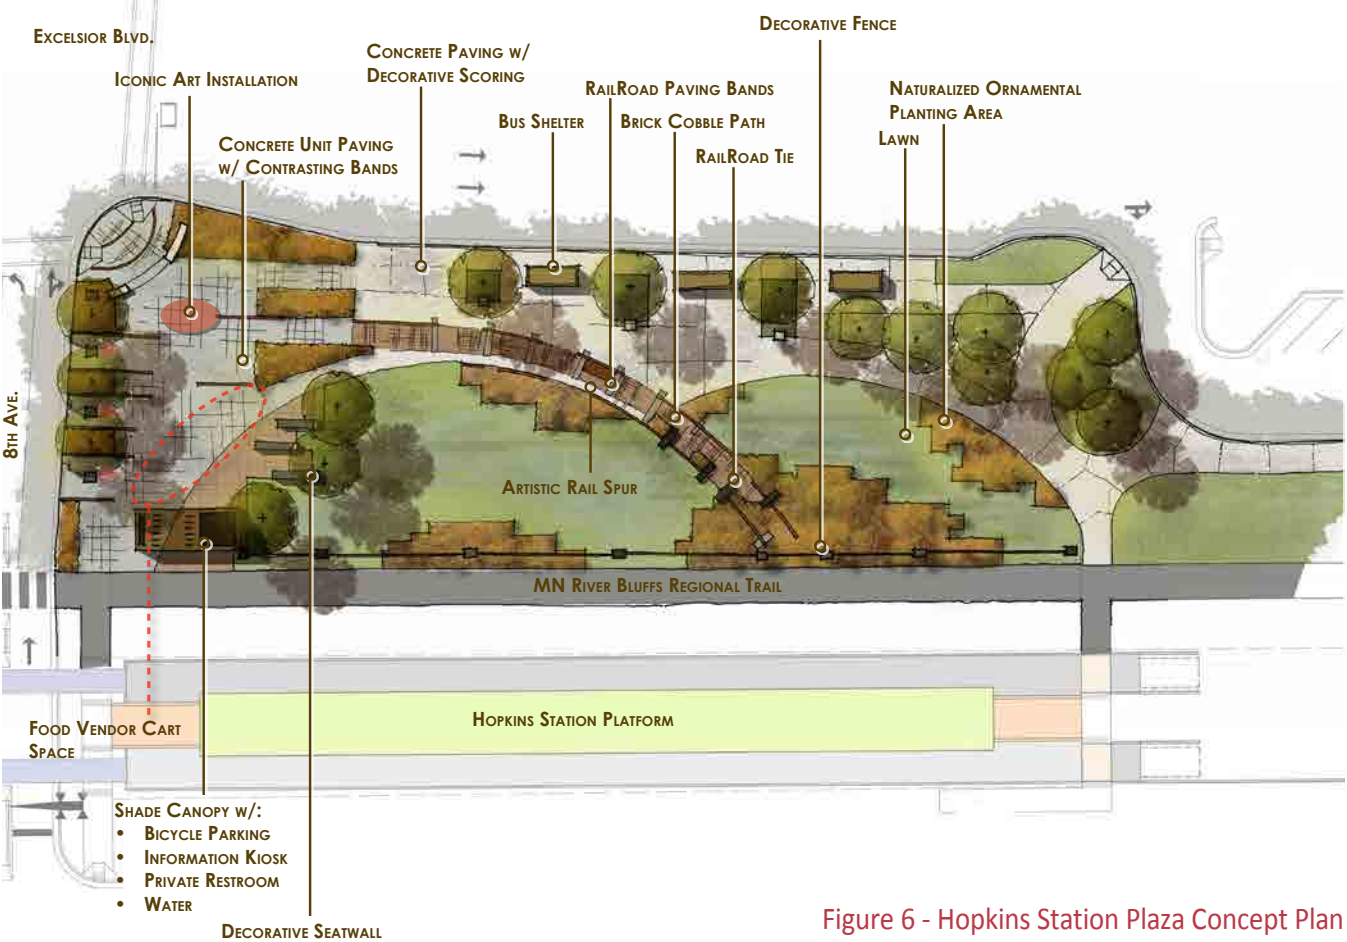 Excelsior Blvd.
Iconic Art Installation
Concrete Unit Paving
w/ Contrasting Bands
Concrete Paving w/
Decorative Scoring
Bus Shelter
RailRoad Paving Bands
Brick Cobble Path
RailRoad Tie
Decorative Fence
Naturalized Ornamental
Planting Area
Lawn
8th Ave.
Artistic Rail Spur
MN River Bluffs Regional Trail
Hopkins Station Platform
Food Vendor Cart
Space
Shade Canopy w/:
• Bicycle Parking
• Information Kiosk
• Private Restroom
• Water
Decorative Seatwall
Figure 6 - Hopkins Station Plaza Concept Plan